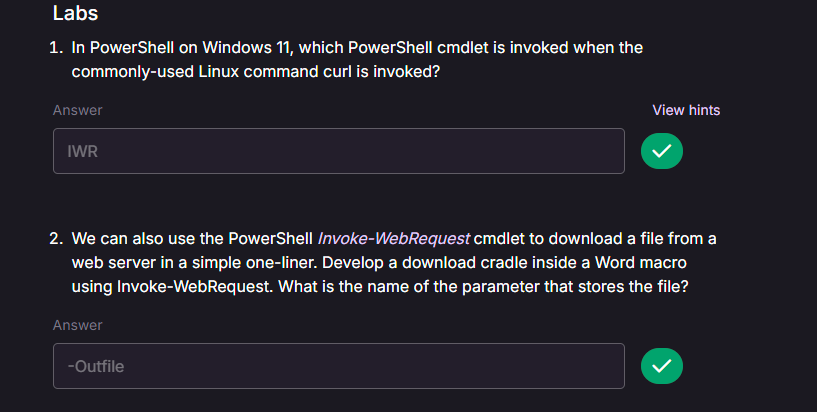 Labs
1. In PowerShell on Windows 11, which PowerShell cmdlet is invoked when the
commonly-used Linux command curl is invoked?
Answer
View hints
IWR
2. We can also use the PowerShell Invoke-WebRequest cmdlet to download a file from a
web server in a simple one-liner. Develop a download cradle inside a Word macro
using Invoke-WebRequest. What is the name of the parameter that stores the file?
Answer
-Outfile